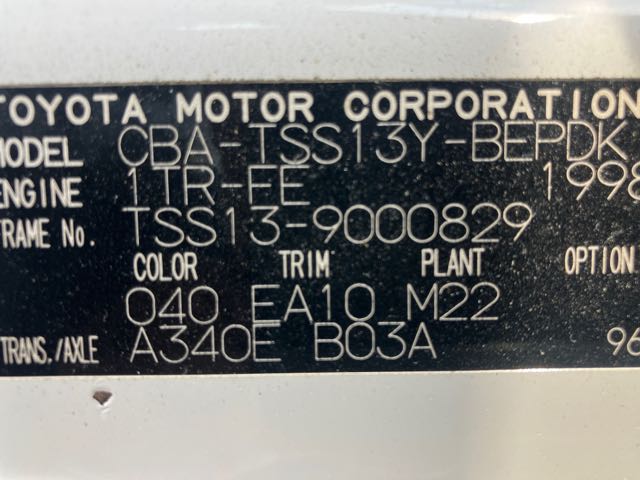 TOYOTA MOTOR CORPORATION
MODEL CBA-TSS13Y-BEPDK
ENGINE 1TR-FE 1998
FRAME No. TSS13-9000829
COLOR TRIM PLANT OPTION
040 EA10 M22
TRANS./AXLE A340E B03A 96